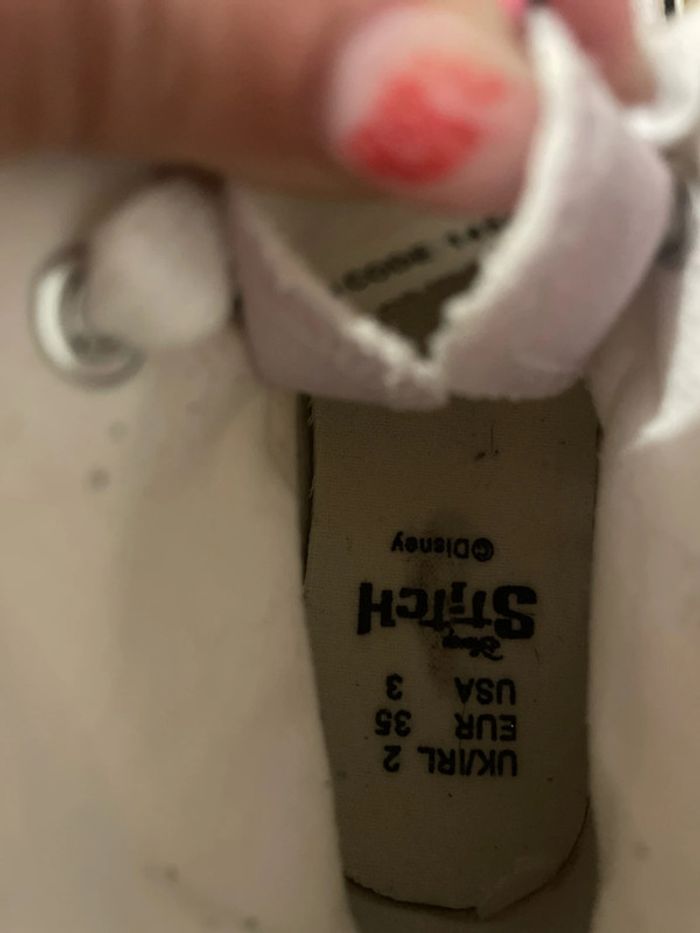 UK/IRL 2
EUR 35
USA 3
Disney
STITCH
©Disney